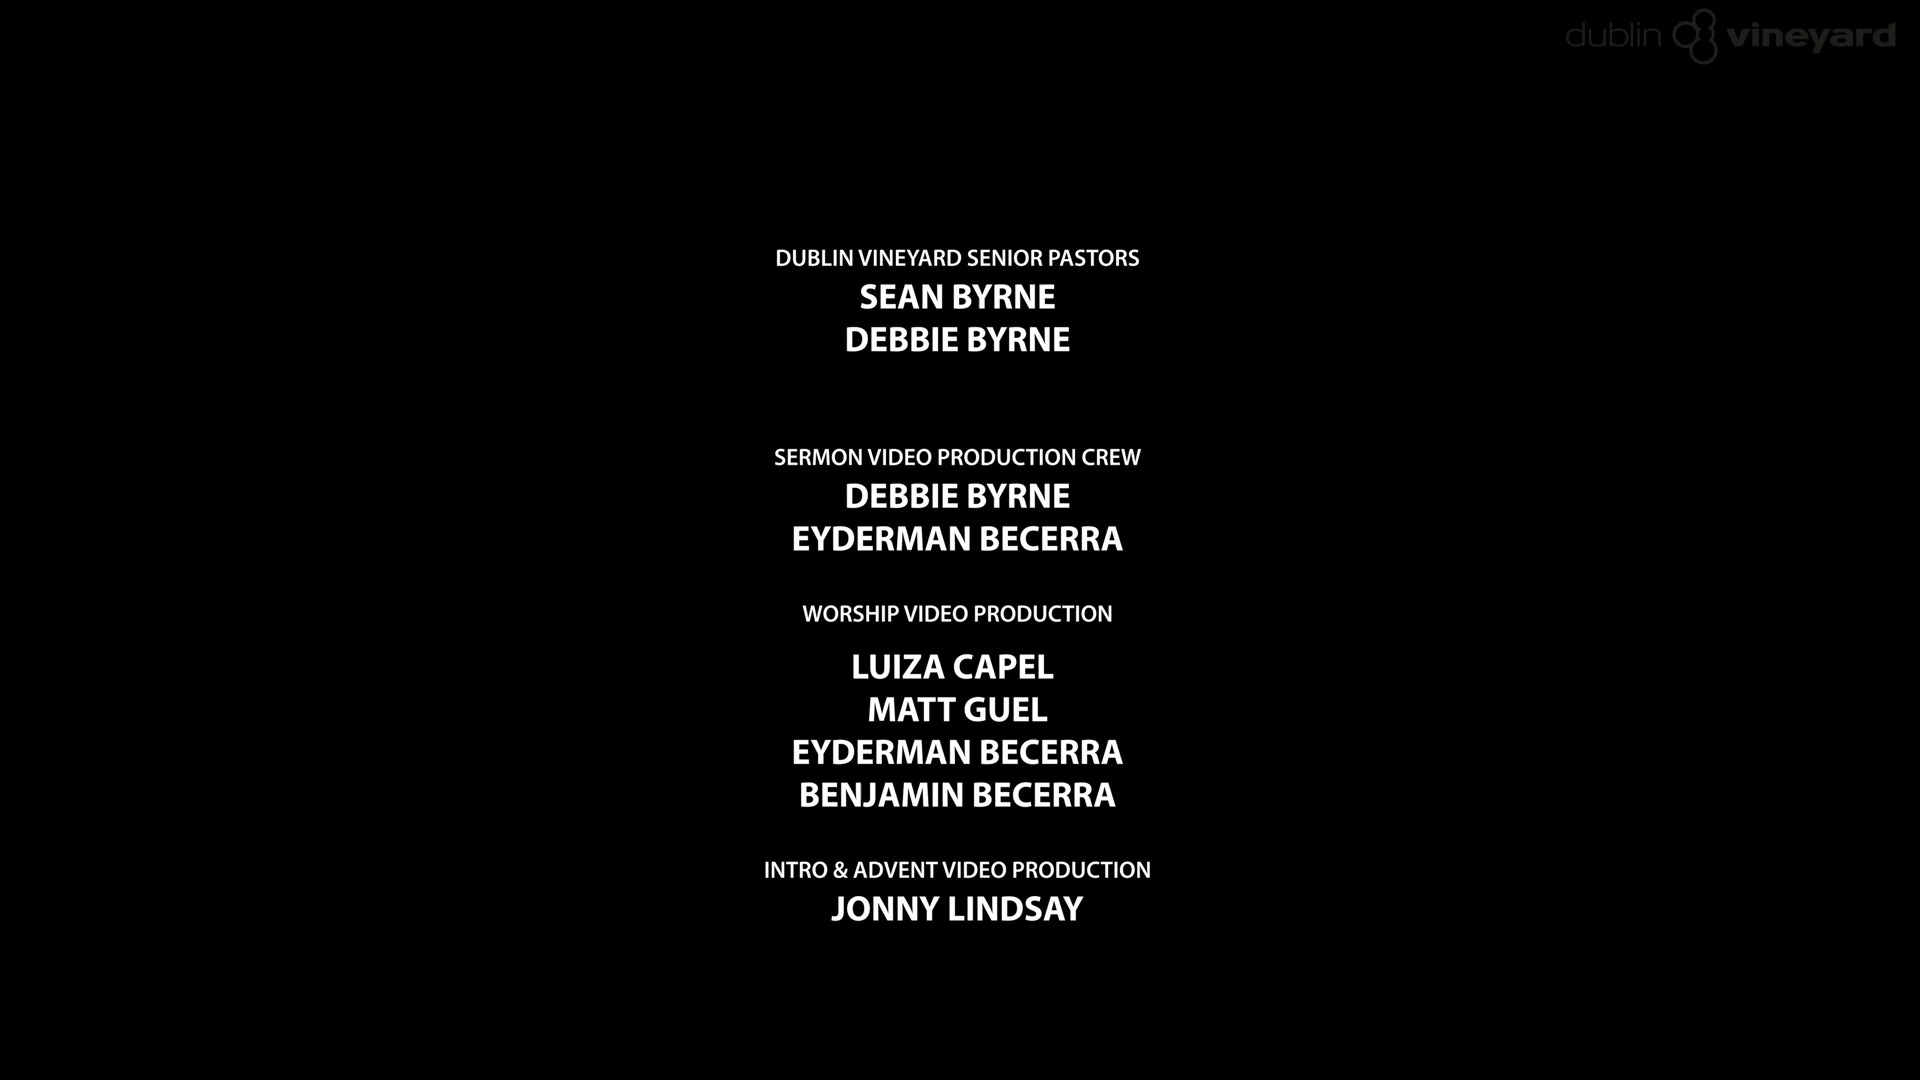 dublin vineyard
DUBLIN VINEYARD SENIOR PASTORS
SEAN BYRNE
DEBBIE BYRNE
SERMON VIDEO PRODUCTION CREW
DEBBIE BYRNE
EYDERMAN BECERRA
WORSHIP VIDEO PRODUCTION
LUIZA CAPEL
MATT GUEL
EYDERMAN BECERRA
BENJAMIN BECERRA
INTRO & ADVENT VIDEO PRODUCTION
JONNY LINDSAY